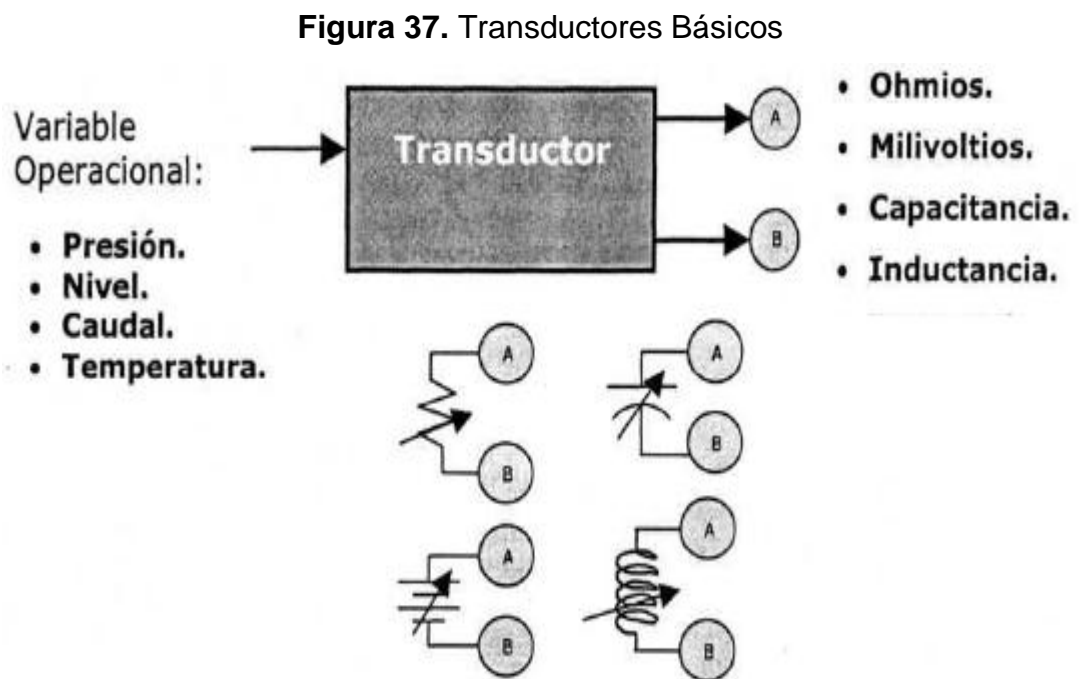 Figura 37. Transductores Básicos
Variable
Operacional:
• Presión.
• Nivel.
• Caudal.
• Temperatura.
Transductor
A
B
• Ohmios.
• Milivoltios.
• Capacitancia.
• Inductancia.
A
B
A
B
A
B
A
B